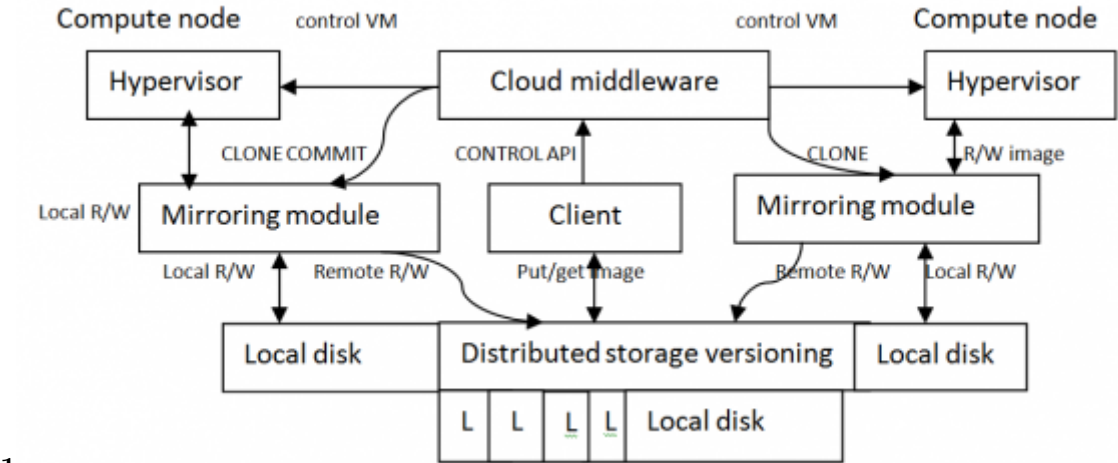 Compute node control VM control VM Compute node
Hypervisor Cloud middleware Hypervisor
CLONE COMMIT CONTROL API CLONE R/W image
Local R/W Mirroring module Client Mirroring module
Local R/W Remote R/W Put/get image Remote R/W Local R/W
Local disk Distributed storage versioning Local disk
L L L L Local disk